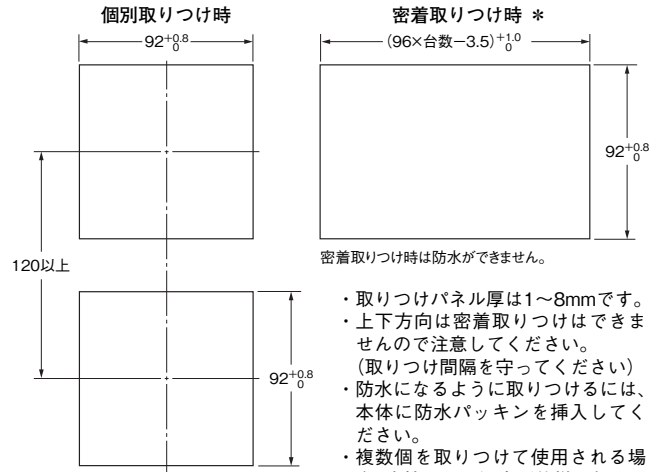 個別取りつけ時
92 +0.8 0
120以上
92 +0.8 0
密着取りつけ時 *
(96×台数−3.5) +1.0 0
92 +0.8 0
密着取りつけ時は防水ができません。
・取りつけパネル厚は1～8mmです。
・上下方向は密着取りつけはできま
せんので注意してください。
(取りつけ間隔を守ってください)
・防水になるように取りつけるには、
本体に防水パッキンを挿入してく
ださい。
・複数個を取りつけて使用される場